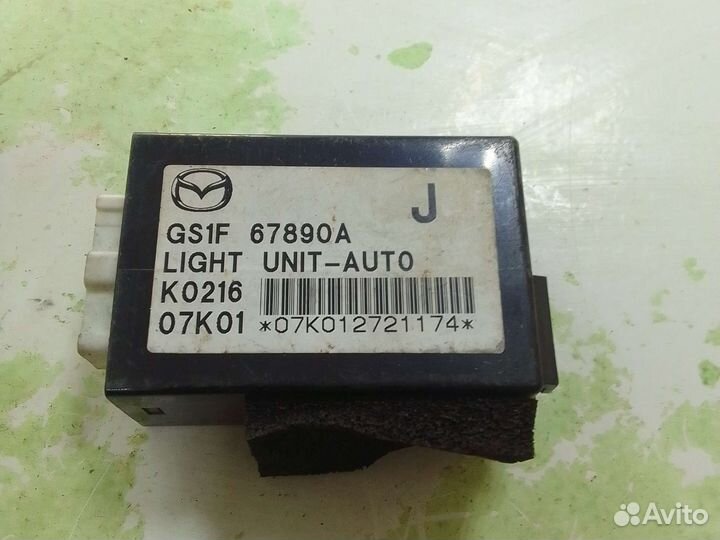 J
GS1F 67890A
LIGHT UNIT-AUTO
K0216
07K01 *07K012721174*
Avito